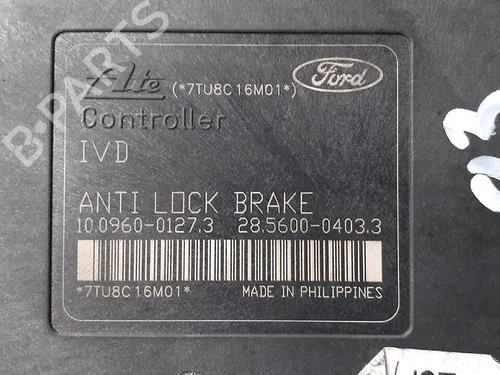 B-PARTS
Ate (*7TU8C16M01*) Ford
Controller
IVD
ANTI LOCK BRAKE
10.0960-0127.3 28.5600-0403.3
*7TU8C16M01* MADE IN PHILIPPINES